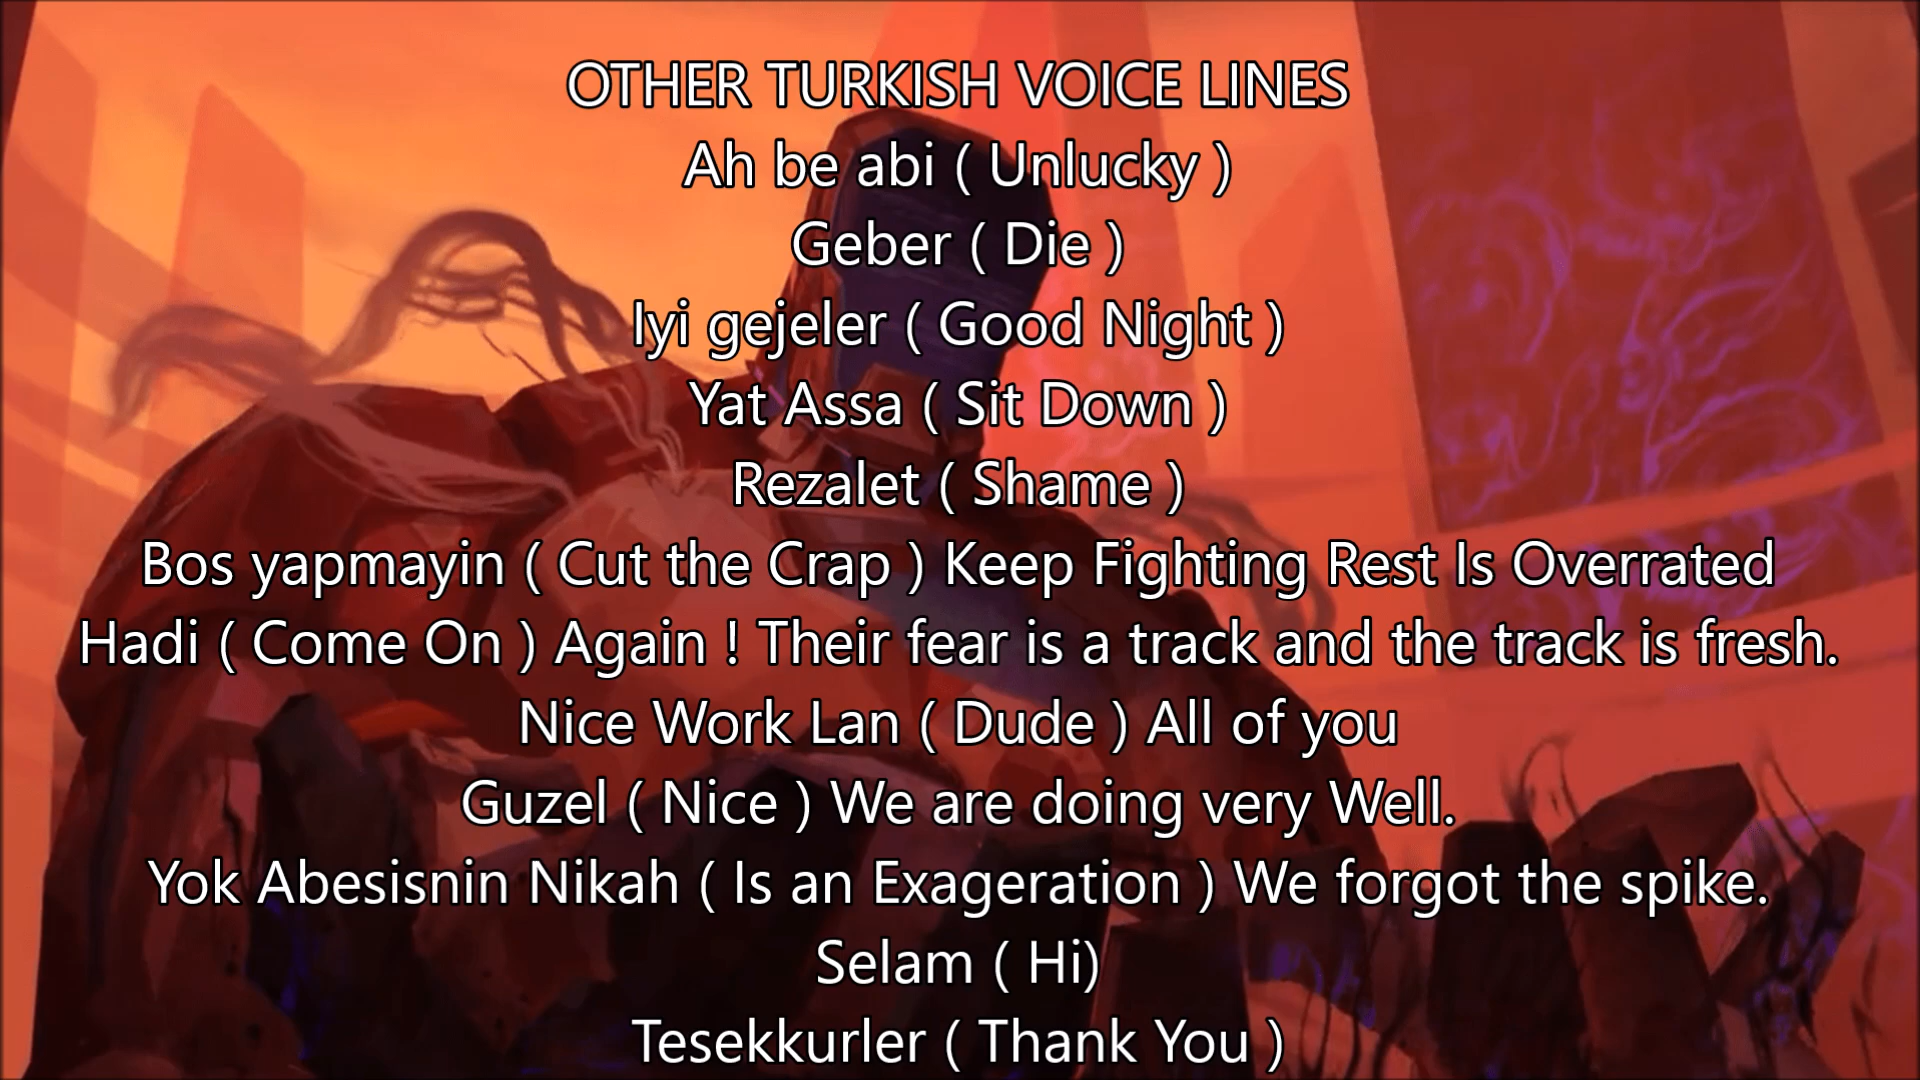 OTHER TURKISH VOICE LINES
Ah be abi ( Unlucky )
Geber ( Die )
Iyi gejeler ( Good Night )
Yat Assa ( Sit Down )
Rezalet ( Shame )
Bos yapmayin ( Cut the Crap ) Keep Fighting Rest Is Overrated
Hadi ( Come On ) Again ! Their fear is a track and the track is fresh.
Nice Work Lan ( Dude ) All of you
Guzel ( Nice ) We are doing very Well.
Yok Abesisnin Nikah ( Is an Exageration ) We forgot the spike.
Selam ( Hi)
Tesekkurler ( Thank You )